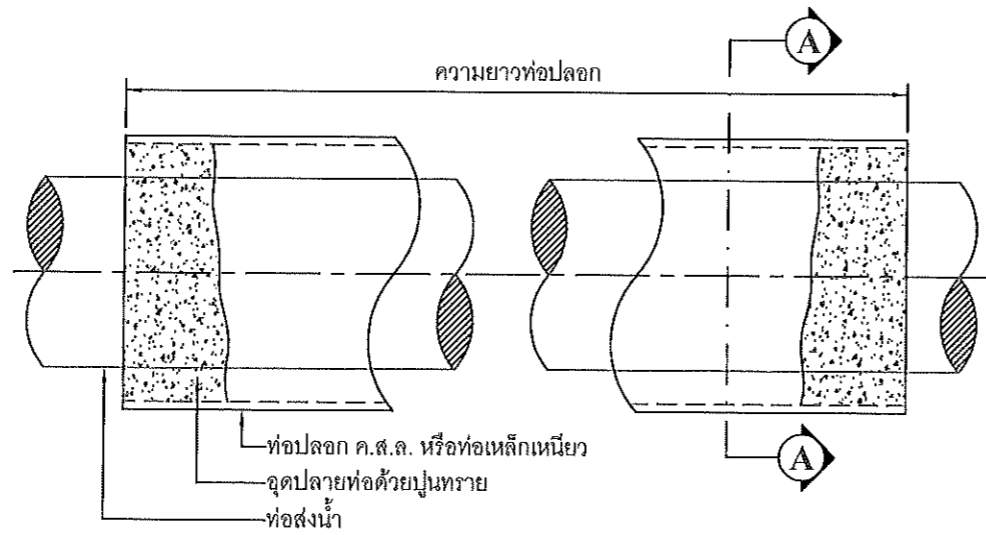 A
ความยาวท่อปลอก
ท่อปลอก ค.ส.ล. หรือท่อเหล็กเหนียว
A
อุดปลายท่อด้วยปูนทราย
ท่อส่งน้ำ